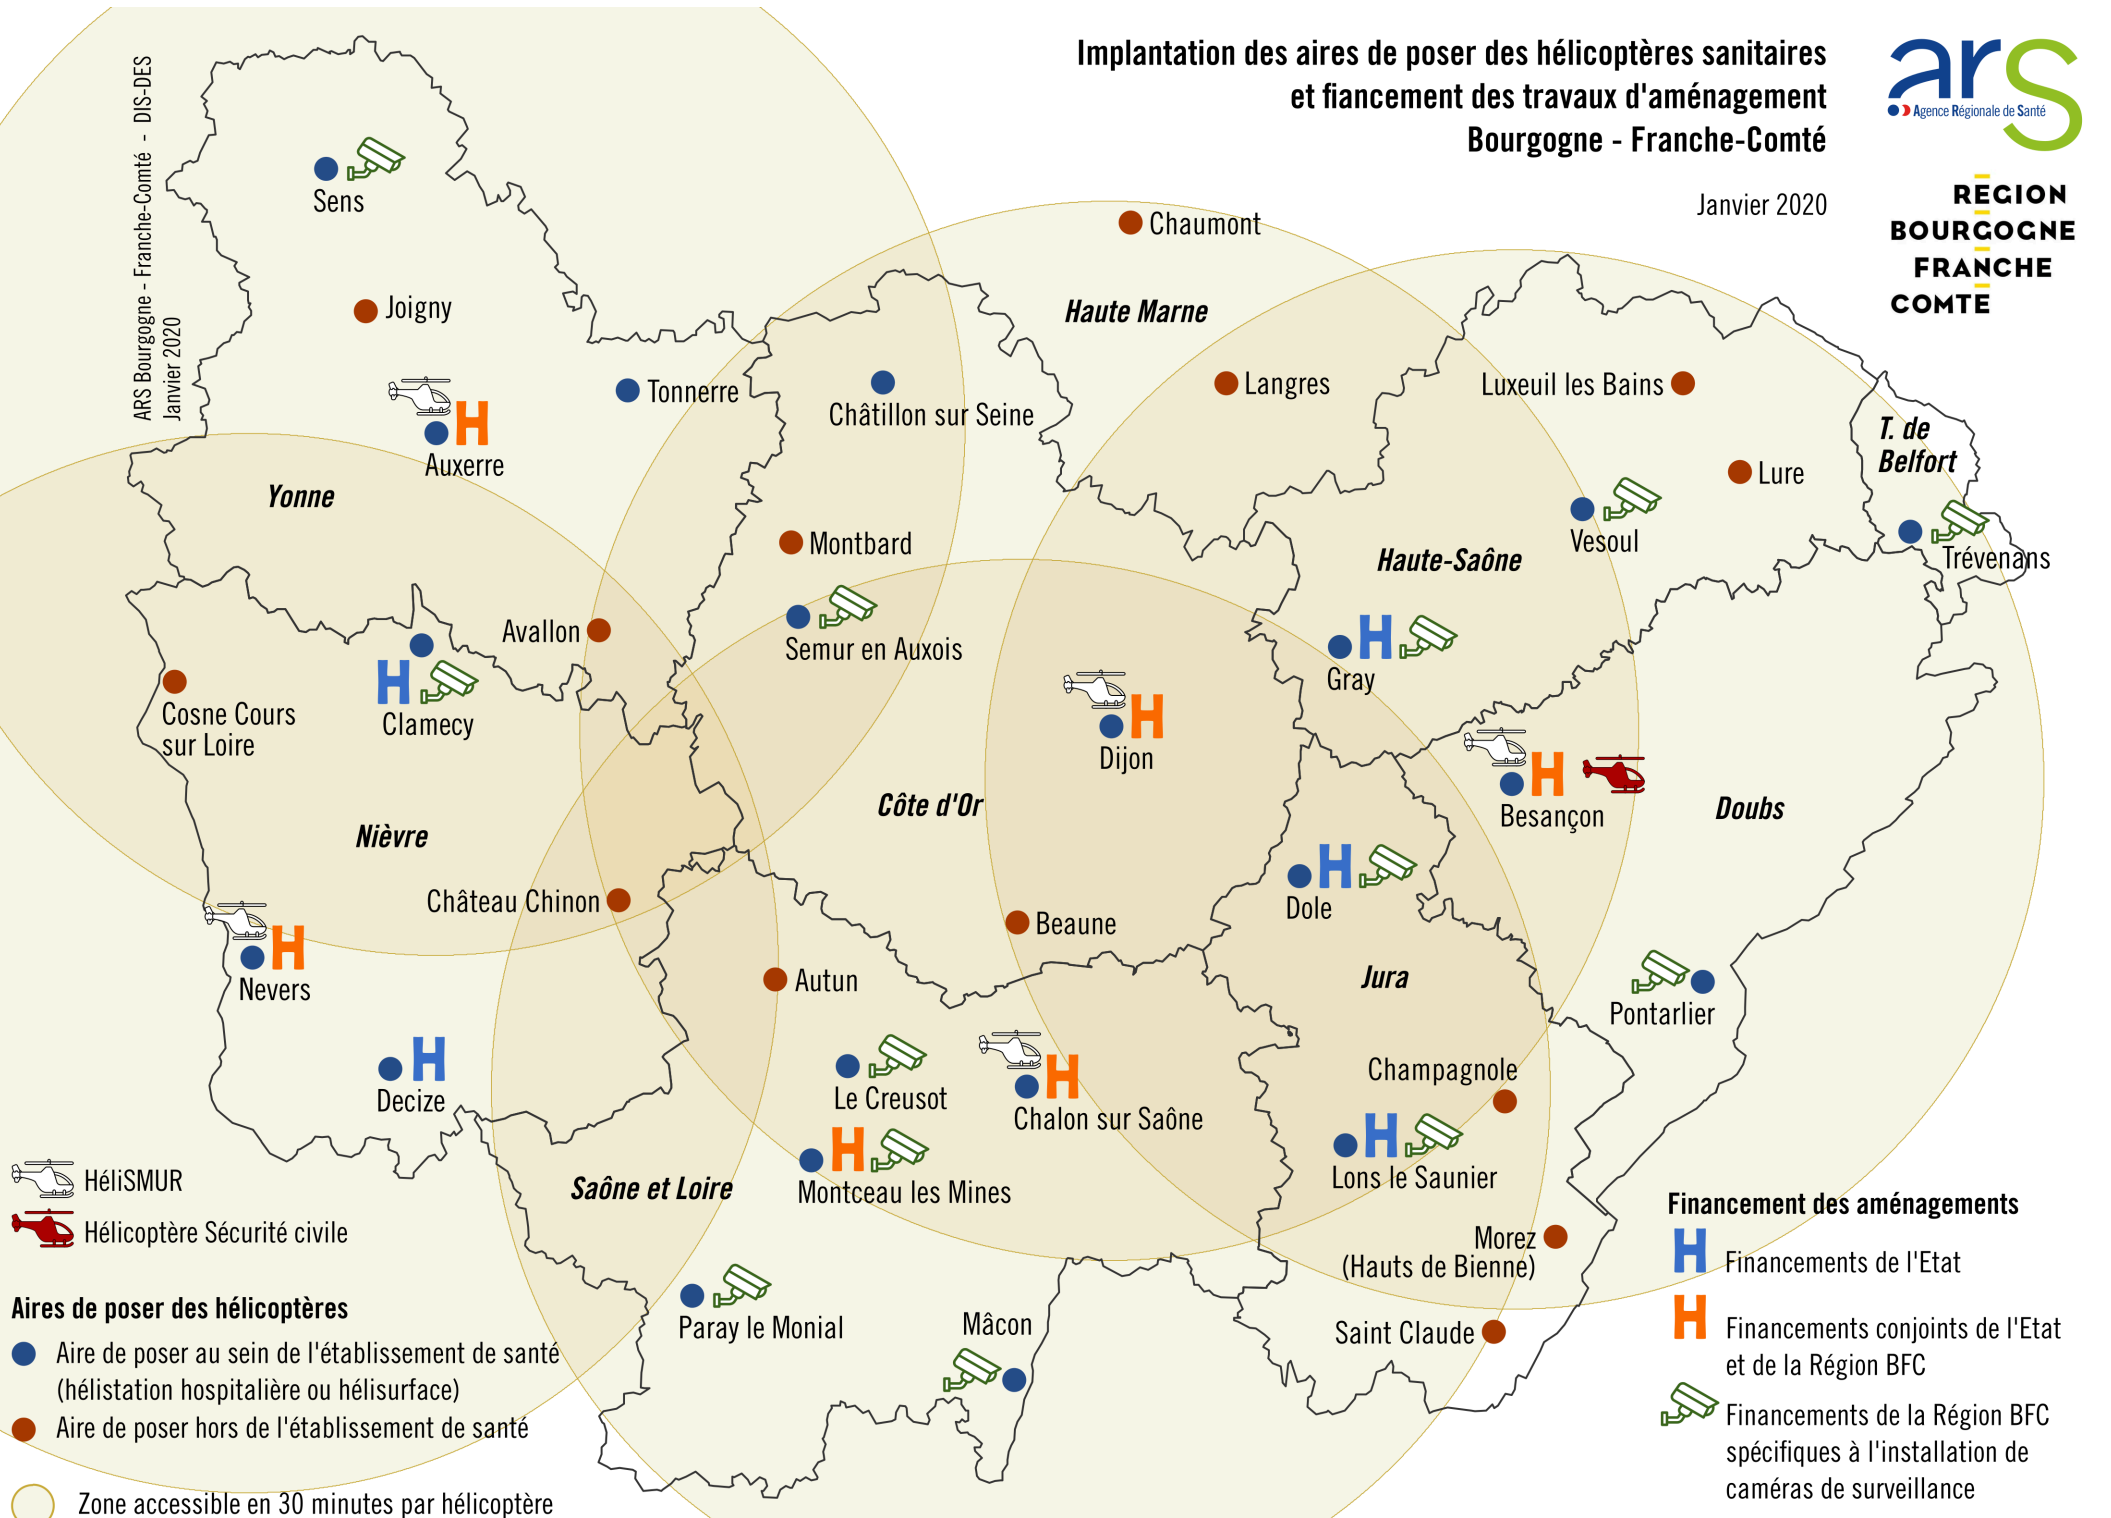 Implantation des aires de poser des hélicoptères sanitaires
et fiancement des travaux d'aménagement
Bourgogne - Franche-Comté
Janvier 2020
ars
Agence Régionale de Santé
REGION
BOURGOGNE
FRANCHE
COMTE
ARS Bourgogne - Franche-Comté - DIS-DES
Janvier 2020
Sens
Joigny
Auxerre
H
Tonnerre
Yonne
Avallon
Châtillon sur Seine
Chaumont
Haute Marne
Langres
Luxeuil les Bains
T. de
Belfort
Lure
Vesoul
Trévenans
Haute-Saône
Montbard
Semur en Auxois
H
Gray
H
Clamecy
Cosne Cours
sur Loire
H
Dijon
H
Besançon
Doubs
Côte d'Or
Nièvre
Château Chinon
H
Dole
Beaune
H
Nevers
Autun
Jura
Pontarlier
H
Decize
Le Creusot
H
Chalon sur Saône
Champagnole
H
Lons le Saunier
H
Montceau les Mines
Saône et Loire
Morez
(Hauts de Bienne)
Paray le Monial
Mâcon
Saint Claude
HéliSMUR
Hélicoptère Sécurité civile
Aires de poser des hélicoptères
Aire de poser au sein de l'établissement de santé
(hélistation hospitalière ou hélisurface)
Aire de poser hors de l'établissement de santé
Zone accessible en 30 minutes par hélicoptère
Financement des aménagements
H Financements de l'Etat
H Financements conjoints de l'Etat
et de la Région BFC
Financements de la Région BFC
spécifiques à l'installation de
caméras de surveillance